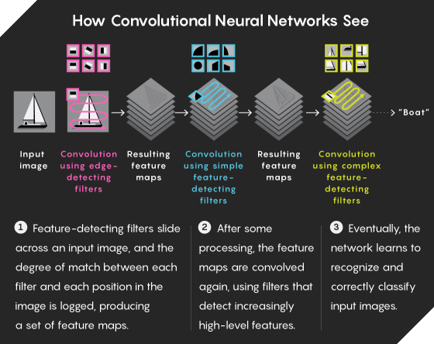 How Convolutional Neural Networks See
"Boat"
Input
image
Convolution
using edge-
detecting
filters
Resulting
feature
maps
Convolution
using simple
feature-
detecting
filters
Resulting
feature
maps
Convolution
using complex
feature-
detecting
filters
1 Feature-detecting filters slide
across an input image, and the
degree of match between each
filter and each position in the
image is logged, producing
a set of feature maps.
2 After some
processing, the feature
maps are convolved
again, using filters that
detect increasingly
high-level features.
3 Eventually, the
network learns to
recognize and
correctly classify
input images.